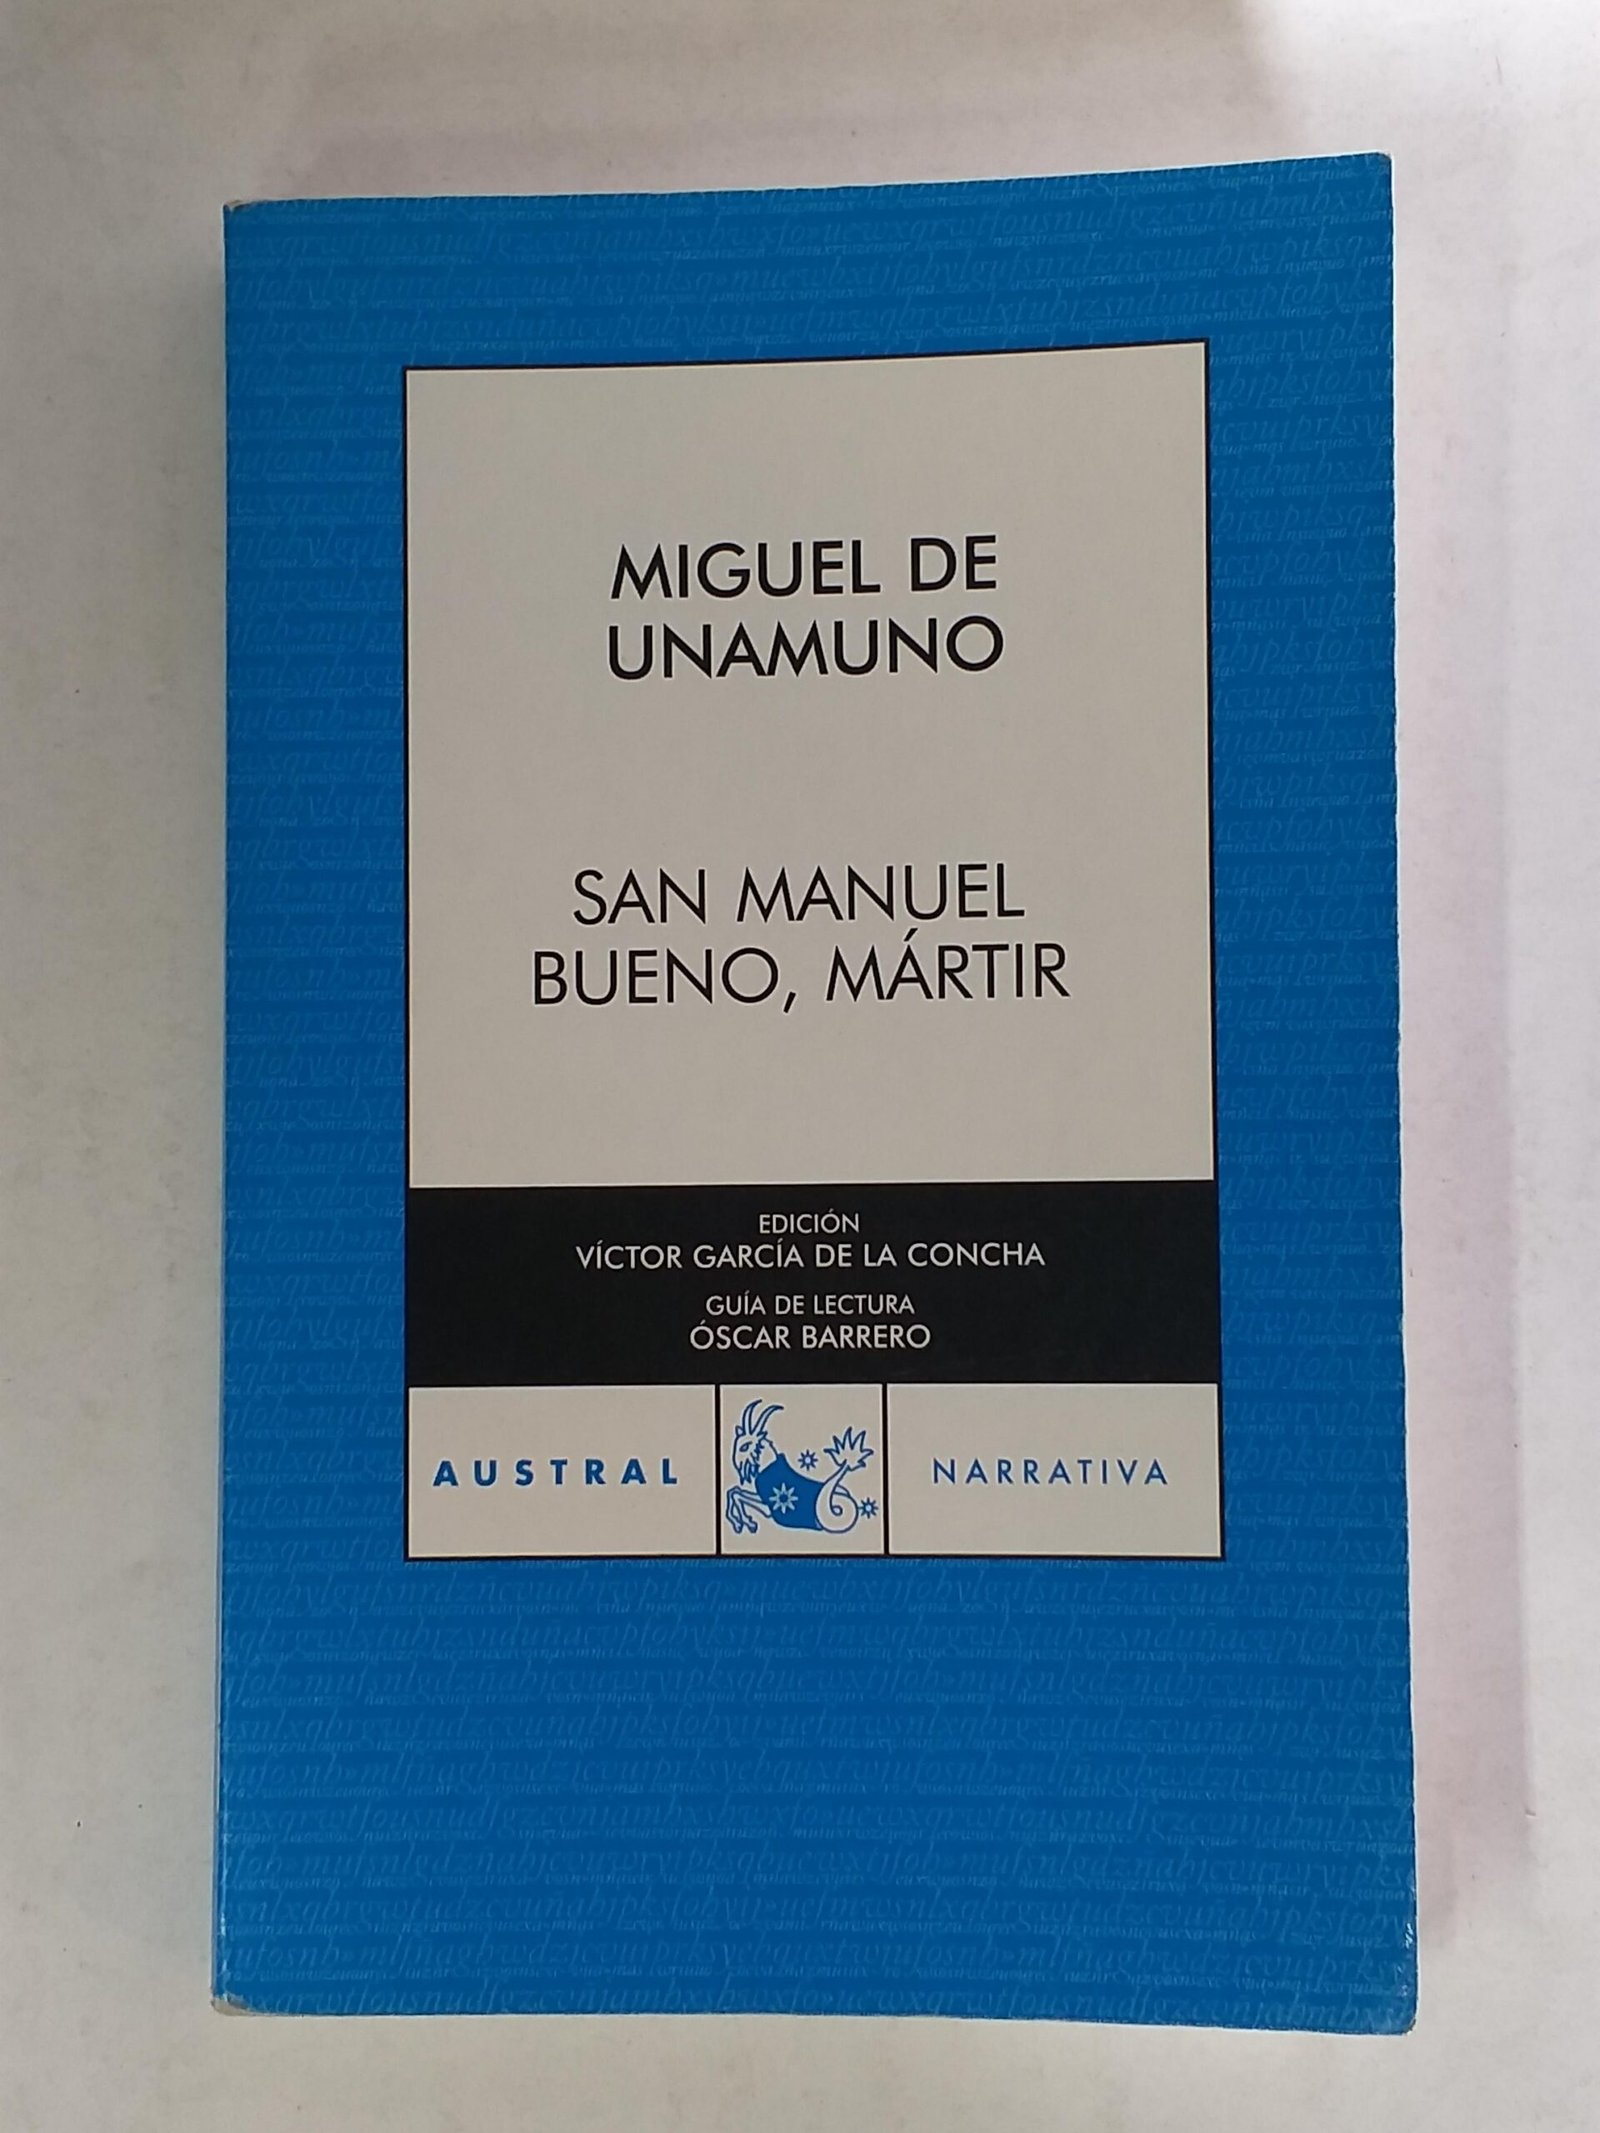 MIGUEL DE
UNAMUNO
SAN MANUEL
BUENO, MÁRTIR
EDICIÓN
VÍCTOR GARCÍA DE LA CONCHA
GUÍA DE LECTURA
ÓSCAR BARRERO
AUSTRAL
NARRATIVA